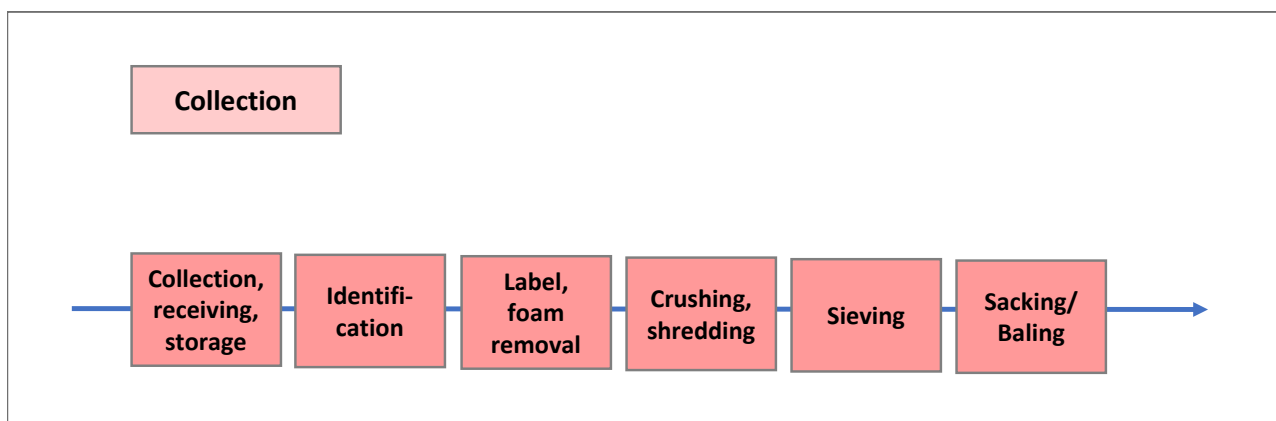 Collection
Collection,
receiving,
storage
Identifi-
cation
Label,
foam
removal
Crushing,
shredding
Sieving
Sacking/
Baling